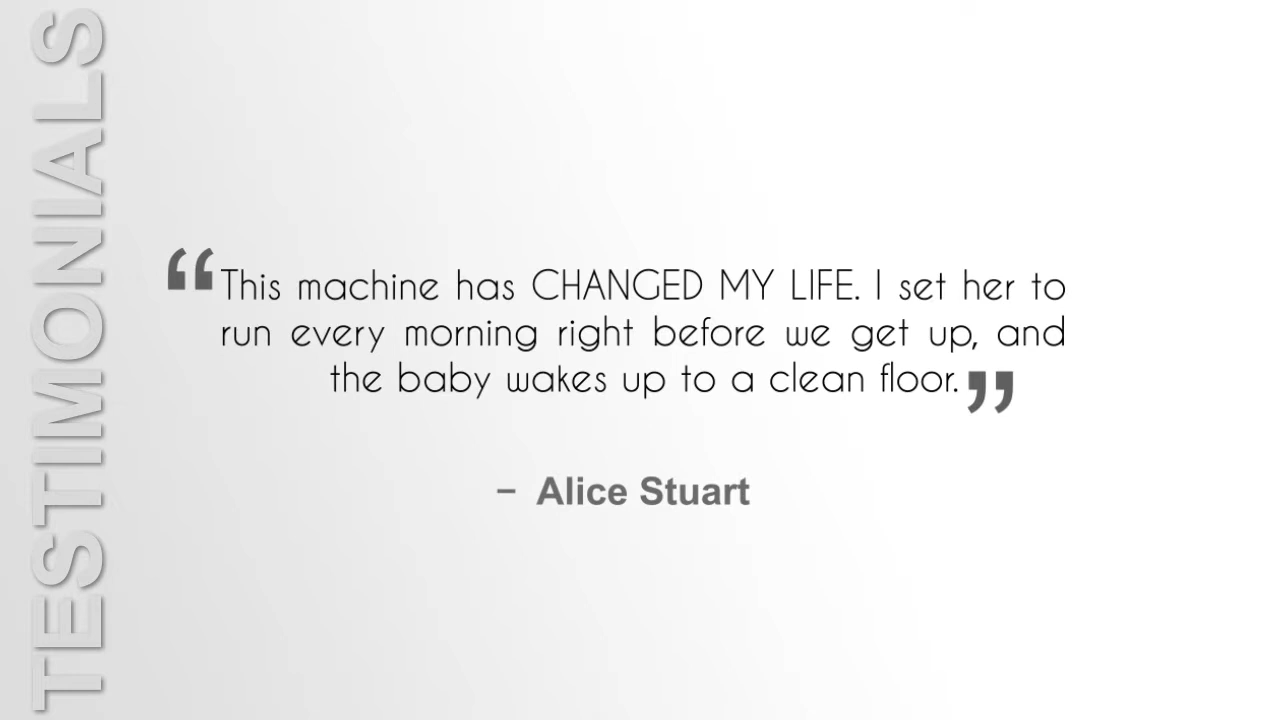 TESTIMONIALS
“This machine has CHANGED MY LIFE. I set her to
run every morning right before we get up, and
the baby wakes up to a clean floor.”
– Alice Stuart